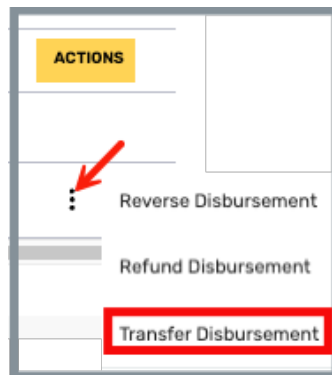 ACTIONS
Reverse Disbursement
Refund Disbursement
Transfer Disbursement